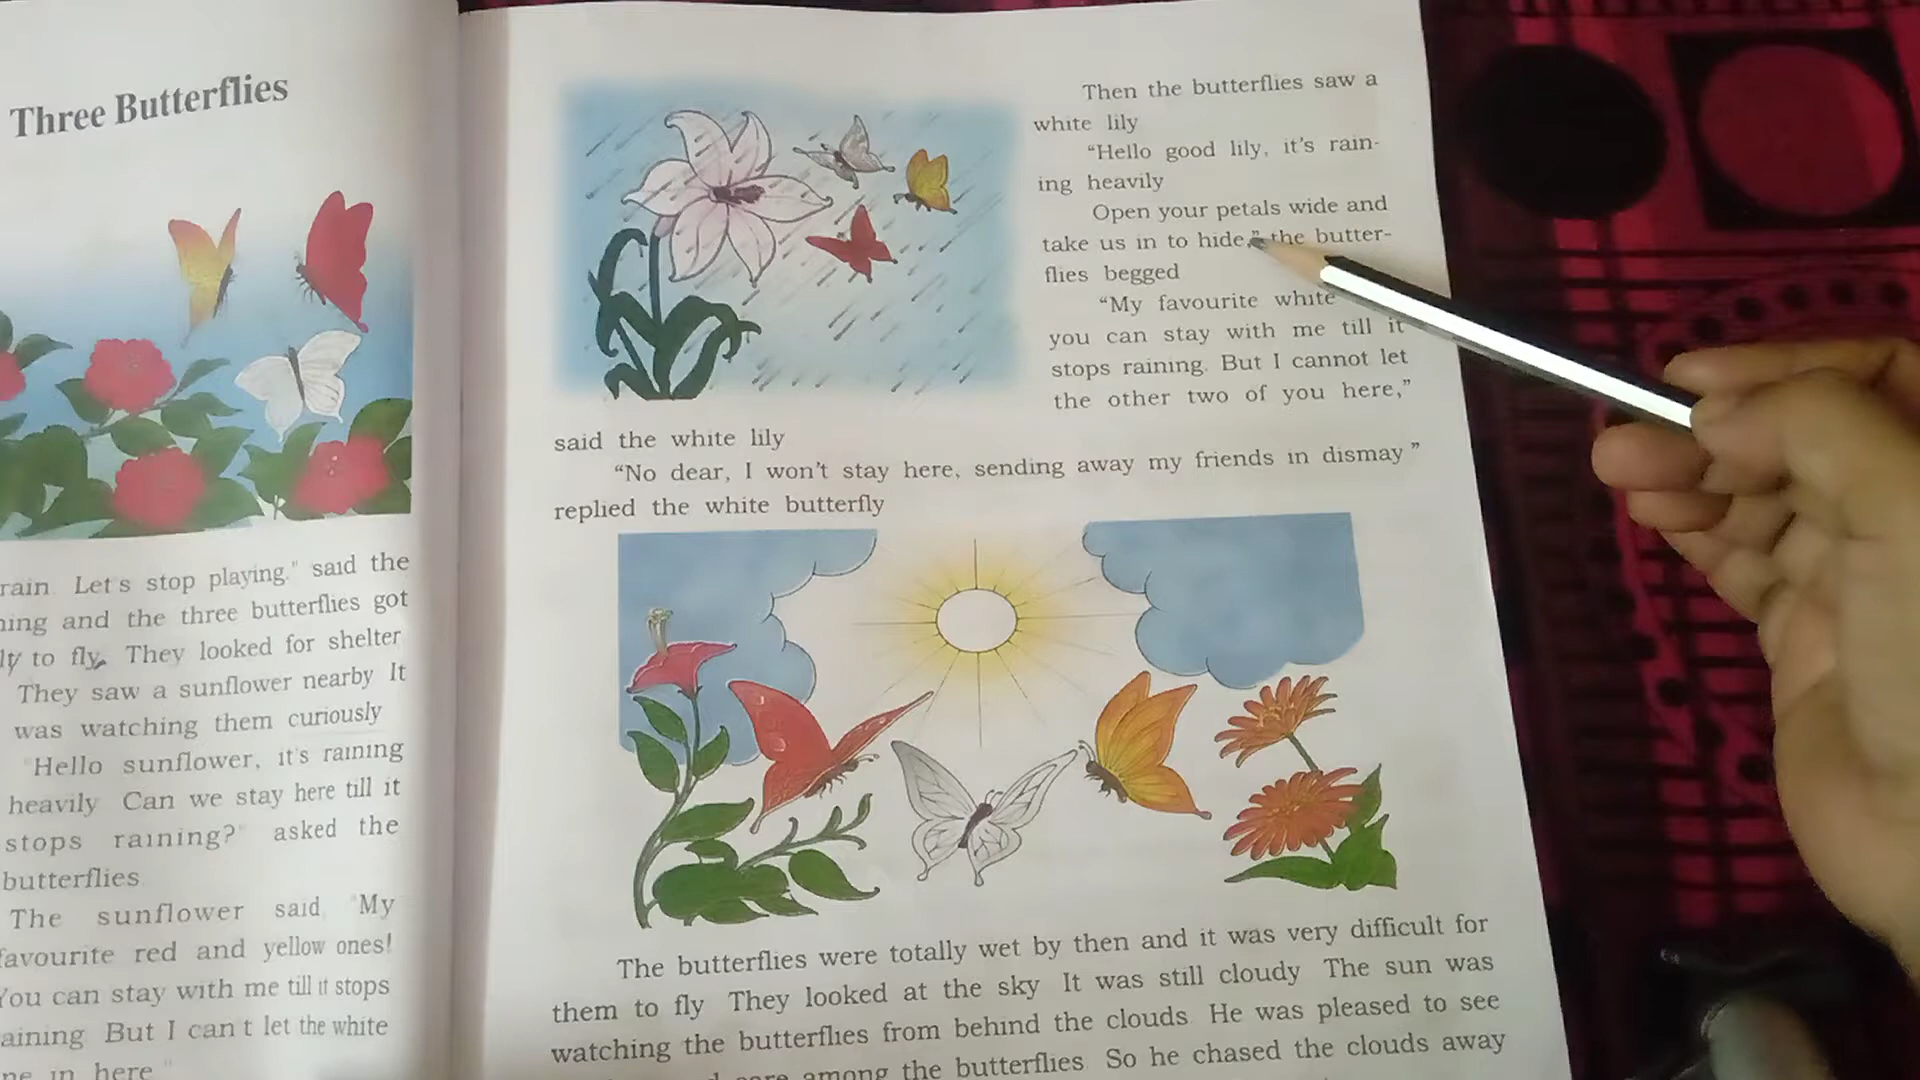 Three Butterflies
rain. Let's stop playing." said the
and the three butterflies got
to fly. They looked for shelter
They saw a sunflower nearby It
was watching them curiously
"Hello sunflower, it's raining
heavily Can we stay here till it
stops raining?" asked the
butterflies
The sunflower said, "My
favourite red and yellow ones!
You can stay with me till it stops
raining But I can't let the white
in here "
Then the butterflies saw a
white lily
"Hello good lily, it's rain-
ing heavily
Open your petals wide and
take us in to hide," the butter-
flies begged
"My favourite white
you can stay with me till it
stops raining. But I cannot let
the other two of you here,"
said the white lily
"No dear, I won't stay here, sending away my friends in dismay "
replied the white butterfly
The butterflies were totally wet by then and it was very difficult for
them to fly They looked at the sky It was still cloudy The sun was
watching the butterflies from behind the clouds He was pleased to see
among the butterflies So he chased the clouds away